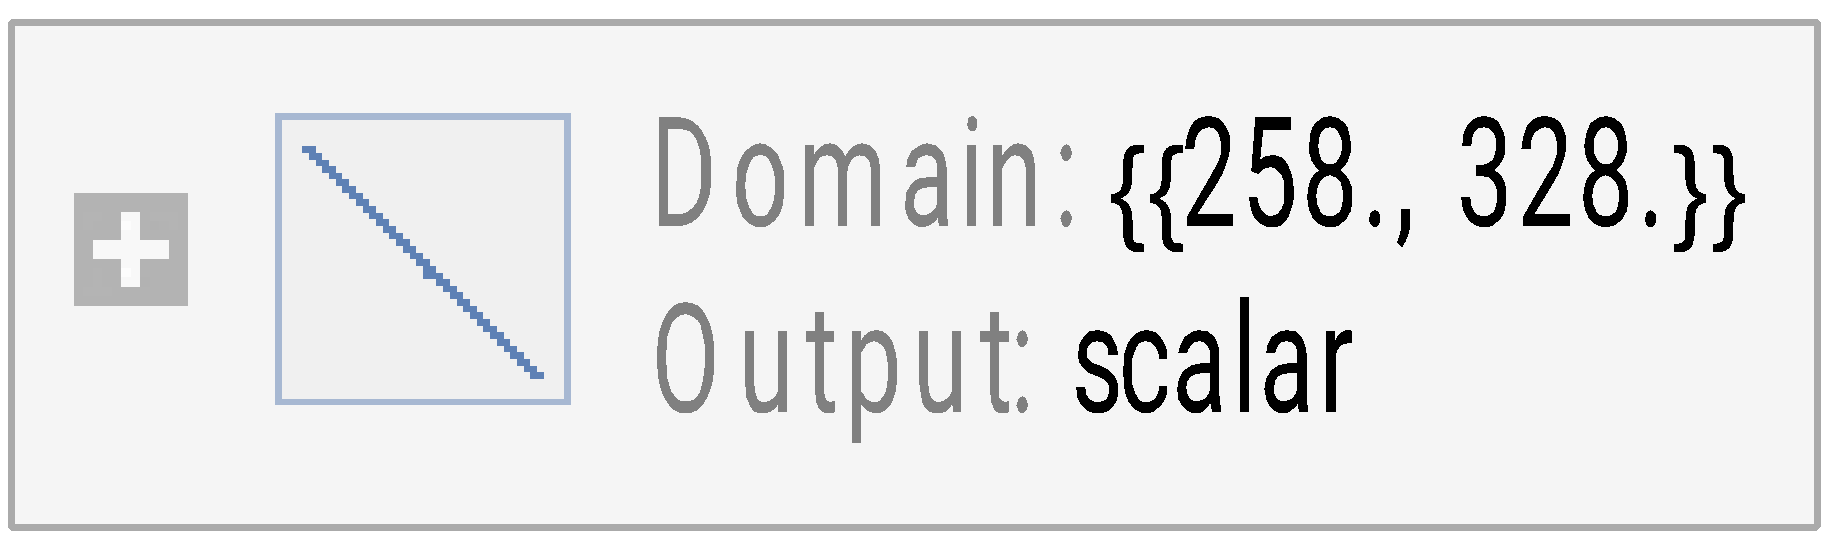 Domain: {{258., 328.}}
Output: scalar